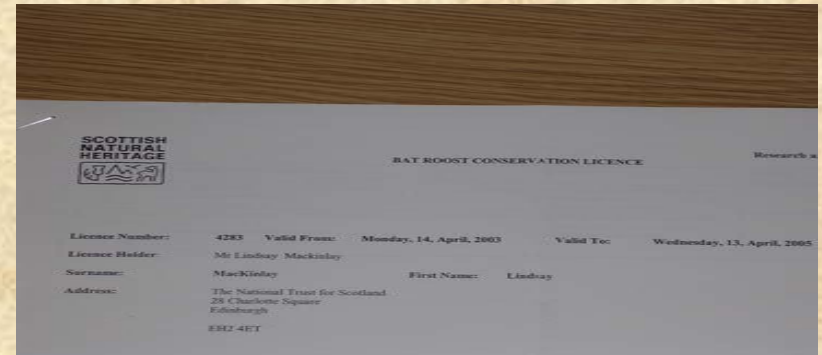 SCOTTISH
NATURAL
HERITAGE
BAT ROOST CONSERVATION LICENCE
Research a
Licence Number: 4283 Valid From: Monday, 14, April, 2003 Valid To: Wednesday, 13, April, 2005
Licence Holder: Mr Lindsay Mackinlay
Surname: MacKinlay First Name: Lindsay
Address: The National Trust for Scotland
28 Charlotte Square
Edinburgh
EH2 4ET